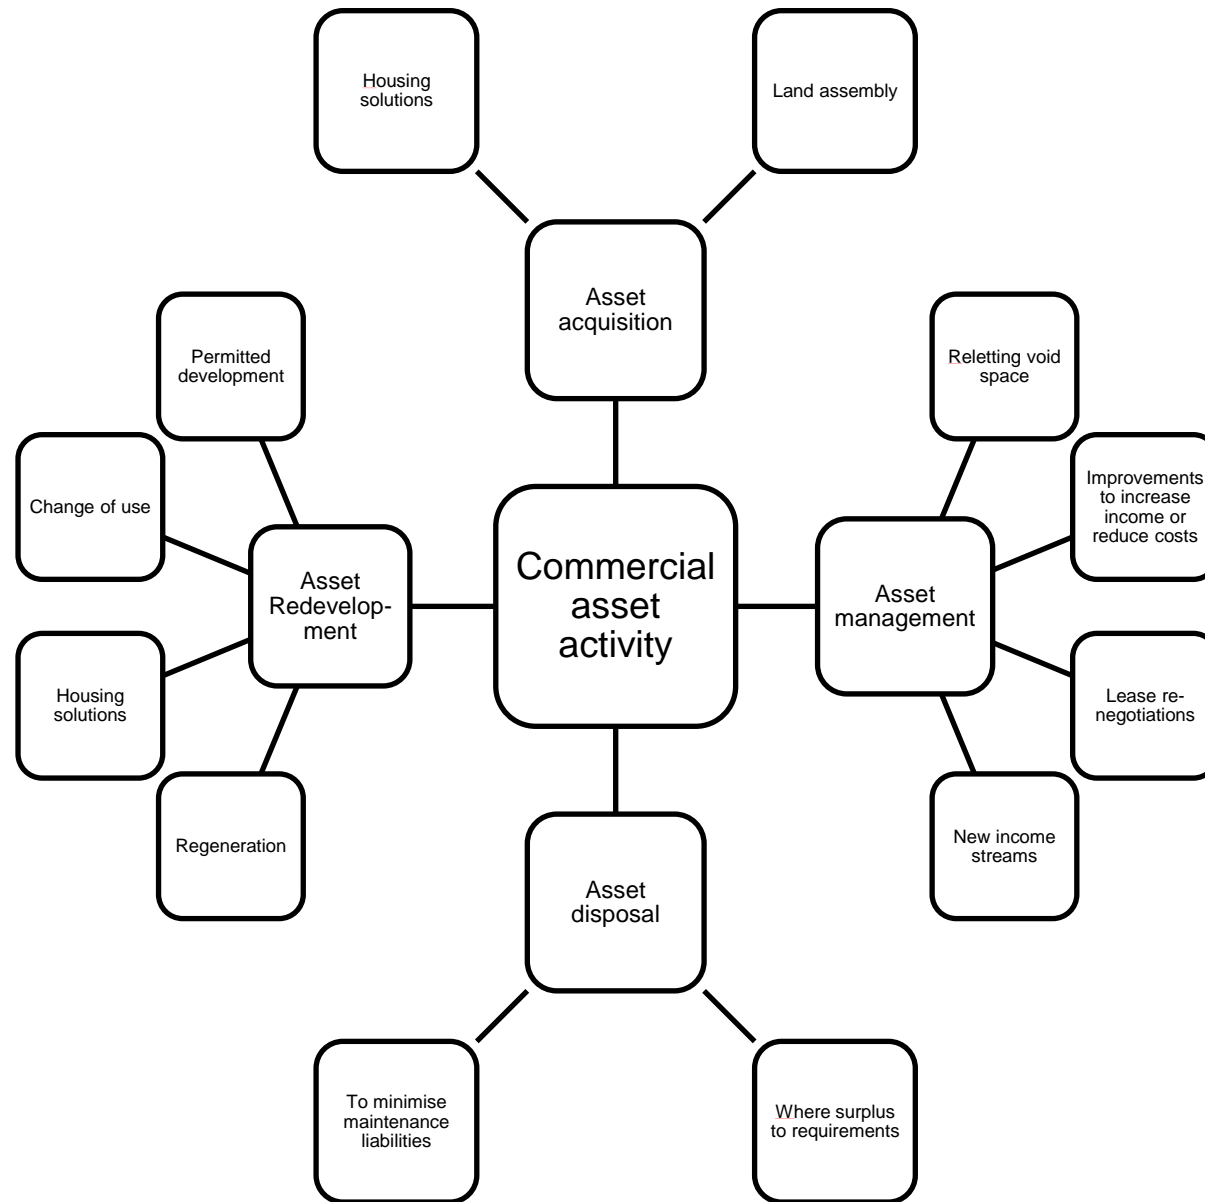 Housing
solutions
Land assembly
Asset
acquisition
Permitted
development
Reletting void
space
Change of use
Improvements
to increase
income or
reduce costs
Asset
Redevelop-
ment
Commercial
asset
activity
Asset
management
Housing
solutions
Lease re-
negotiations
Regeneration
New income
streams
Asset
disposal
To minimise
maintenance
liabilities
Where surplus
to requirements